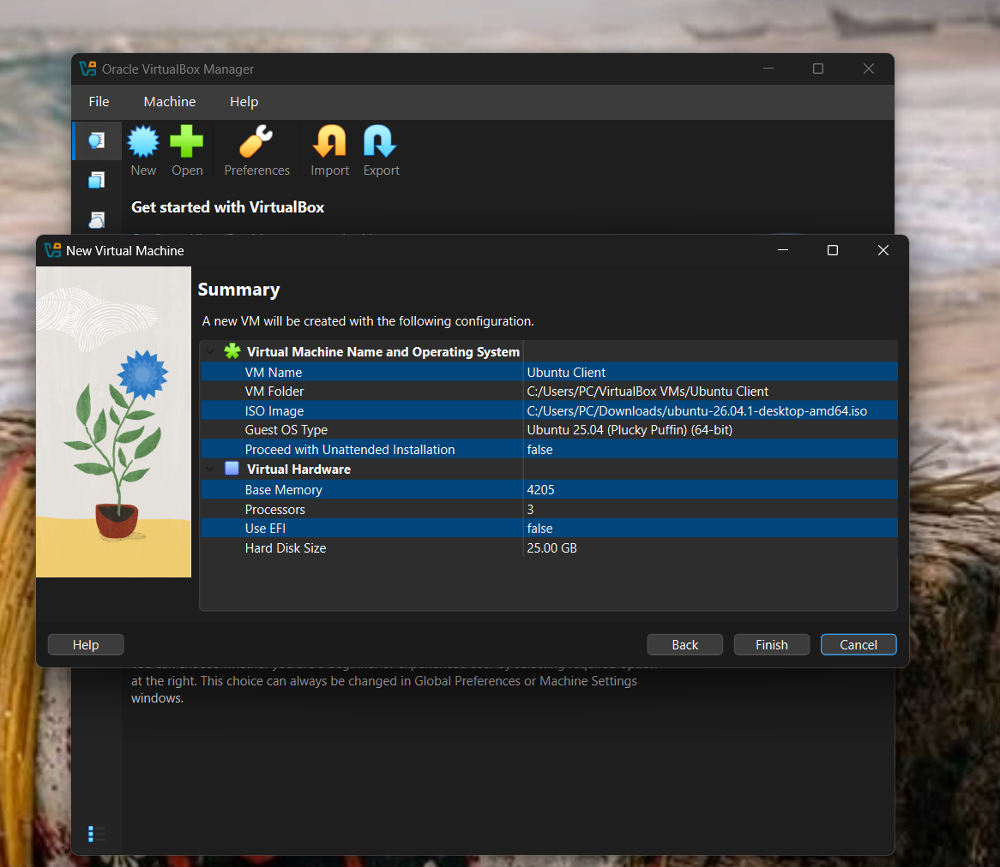 Oracle VirtualBox Manager
File Machine Help
New Open Preferences Import Export
Get started with VirtualBox
New Virtual Machine
Summary
A new VM will be created with the following configuration.
Virtual Machine Name and Operating System
VM Name Ubuntu Client
VM Folder C:/Users/PC/VirtualBox VMs/Ubuntu Client
ISO Image C:/Users/PC/Downloads/ubuntu-26.04.1-desktop-amd64.iso
Guest OS Type Ubuntu 25.04 (Plucky Puffin) (64-bit)
Proceed with Unattended Installation false
Virtual Hardware
Base Memory 4205
Processors 3
Use EFI false
Hard Disk Size 25.00 GB
Help Back Finish Cancel
at the right. This choice can always be changed in Global Preferences or Machine Settings
windows.